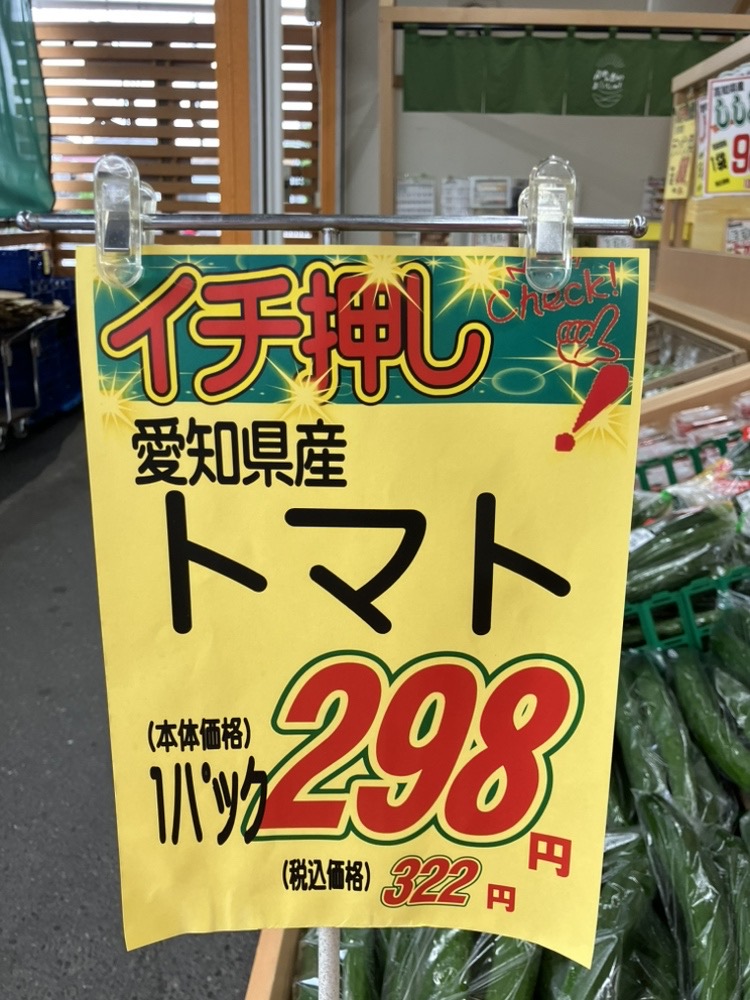 イチ押し
Check!
愛知県産
トマト
(本体価格)
1パック
298
円
(税込価格)
322
円